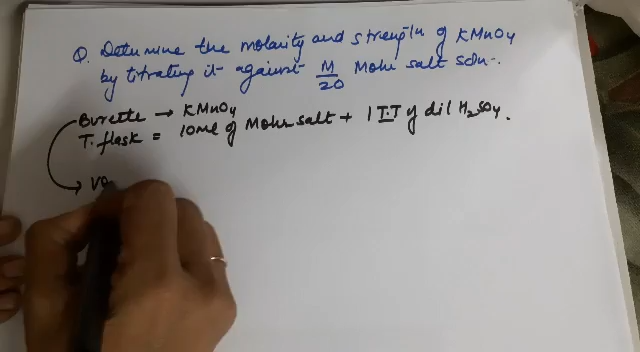 Q. Determine the molarity and strength of KMnO4
by titrating it against M/20 Mohr salt soln.
Burette → KMnO4
T. flask = 10ml of Mohr salt + 1 T.T of dil H2SO4.